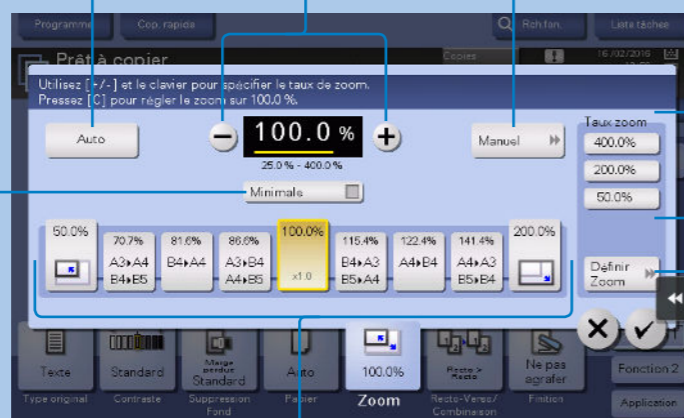 Programme
Cop. rapide
Rch.fon.
Liste tâches
Prêt à copier
Copies
16/02/2016
Utilisez [+/-] et le clavier pour spécifier le taux de zoom.
Pressez [C] pour régler le zoom sur 100.0 %.
Auto
100.0 %
25.0 % - 400.0 %
Manuel
Minimale
Taux zoom
400.0%
200.0%
50.0%
Définir
Zoom
50.0%
70.7%
A3▸A4
B4▸B5
81.6%
B4▸A4
86.6%
A3▸B4
A4▸B5
100.0%
x1.0
115.4%
B4▸A3
B5▸A4
122.4%
A4▸B4
141.4%
A4▸A3
B5▸B4
200.0%
Texte
Type original
Standard
Contraste
Marge
perdue
Standard
Suppression
Fond
Auto
Papier
100.0%
Zoom
Recto >
Recto
Recto-Verso/
Combinaison
Ne pas
agrafer
Finition
Fonction 2
Application